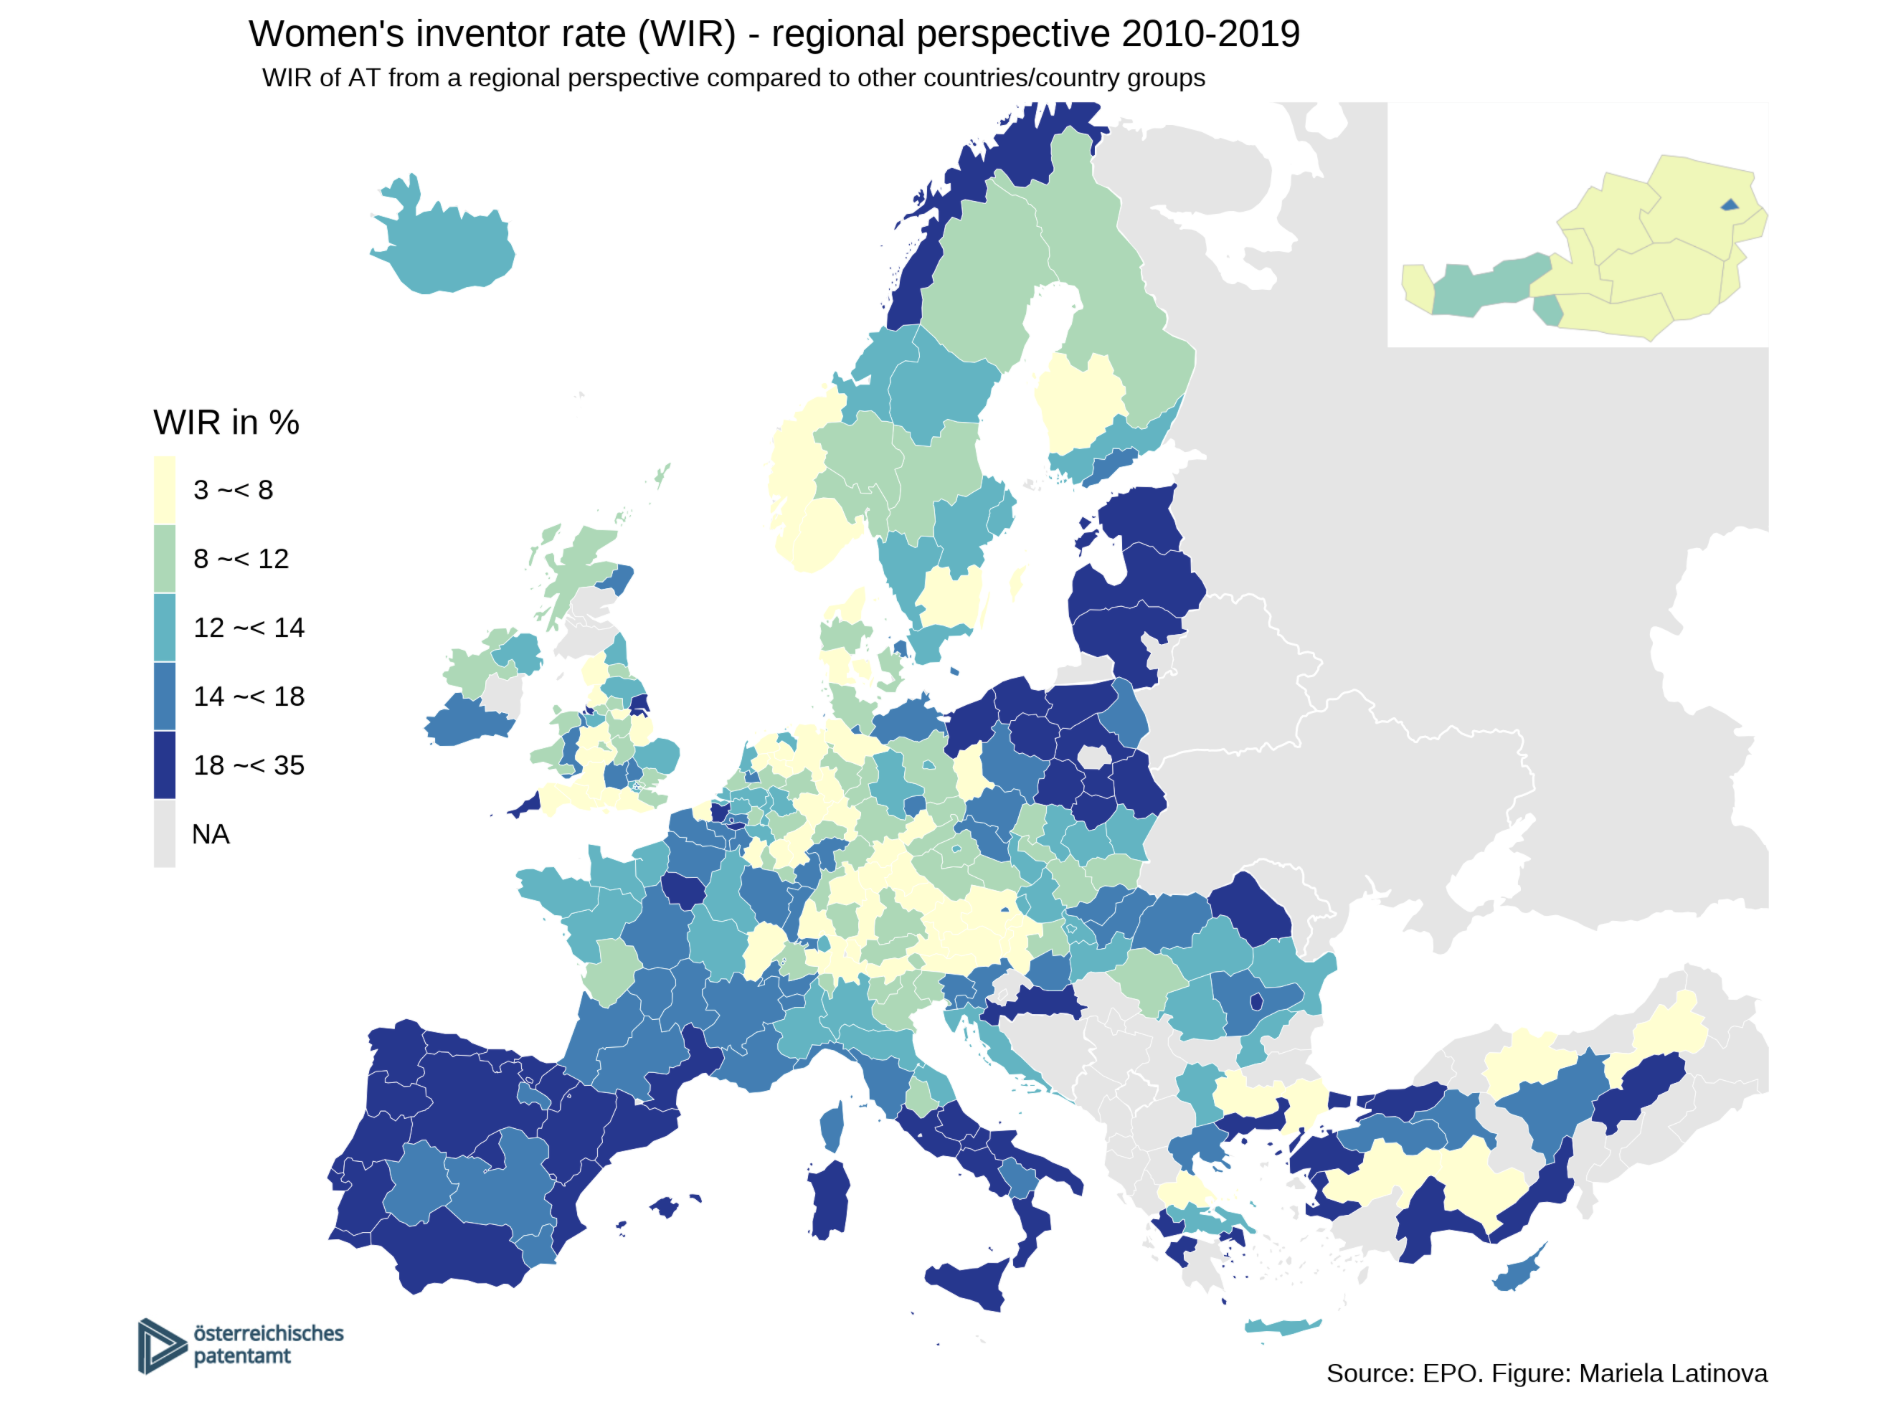 Women's inventor rate (WIR) - regional perspective 2010-2019
WIR of AT from a regional perspective compared to other countries/country groups
WIR in %
3 ~< 8
8 ~< 12
12 ~< 14
14 ~< 18
18 ~< 35
NA
österreichisches
patentamt
Source: EPO. Figure: Mariela Latinova